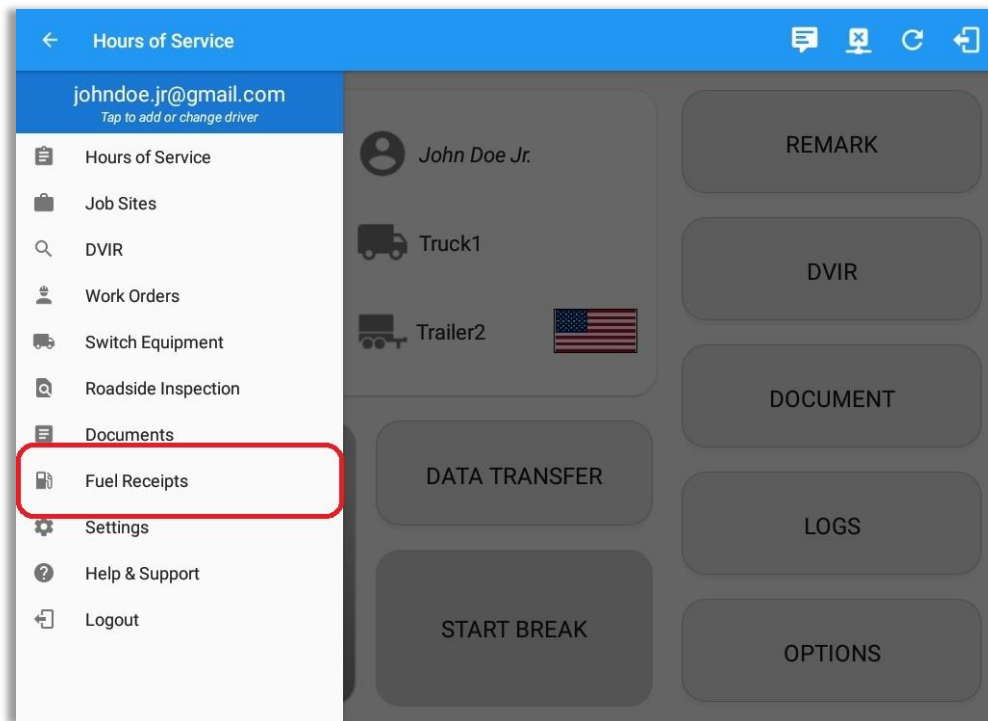 Hours of Service
johndoe.jr@gmail.com
Tap to add or change driver
Hours of Service
Job Sites
DVIR
Work Orders
Switch Equipment
Roadside Inspection
Documents
Fuel Receipts
Settings
Help & Support
Logout
John Doe Jr.
Truck1
Trailer2
DATA TRANSFER
START BREAK
REMARK
DVIR
DOCUMENT
LOGS
OPTIONS